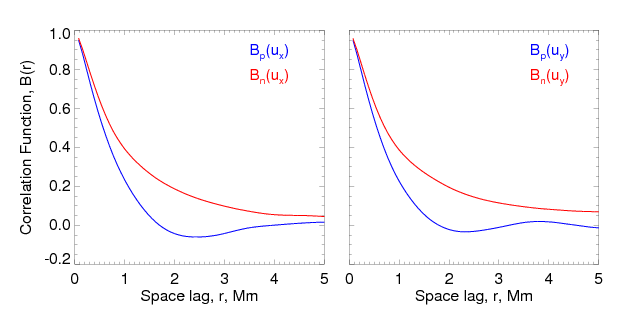 1.0
0.8
0.6
0.4
0.2
0.0
-0.2
Correlation Function, B(r)
Bp(ux)
Bn(ux)
0 1 2 3 4 5
Space lag, r, Mm
Bp(uy)
Bn(uy)
0 1 2 3 4 5
Space lag, r, Mm